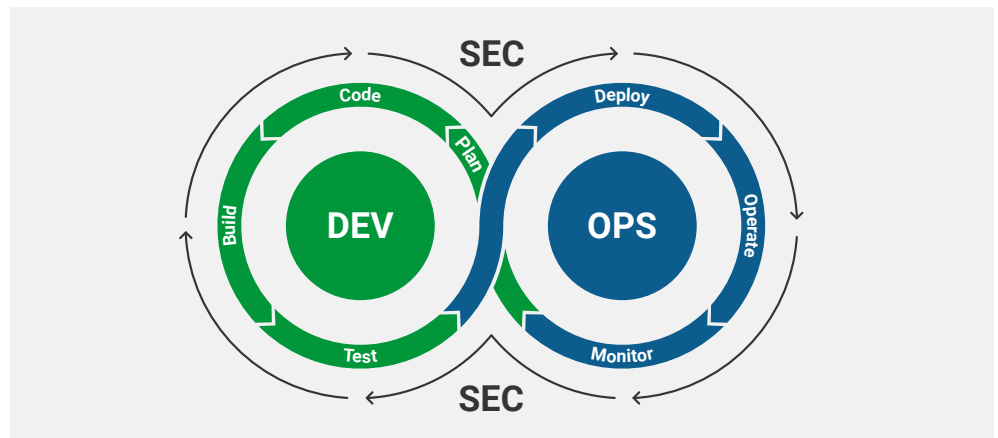 SEC
Code
Deploy
Plan
Build
DEV
OPS
Operate
Test
Monitor
SEC